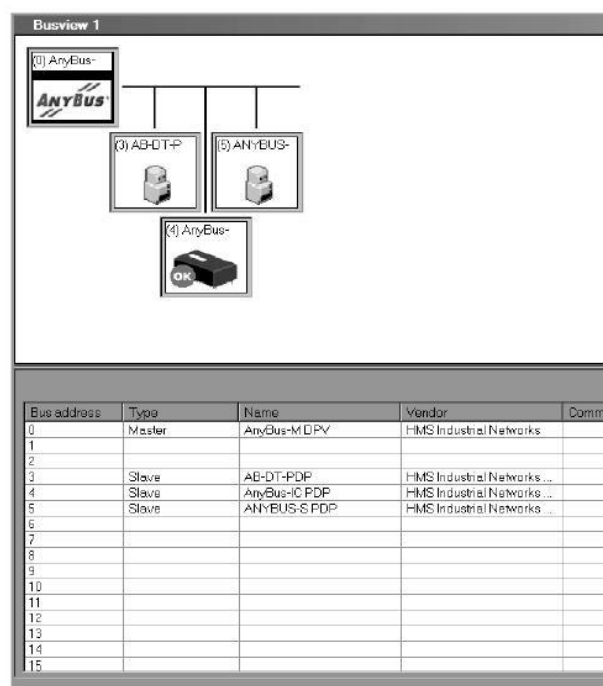 Busview 1
(0) AnyBus-
ANYBUS
(3) AB-DT-P
(5) ANYBUS-
(4) AnyBus-
OK
Bus address Type Name Vendor Comm
0 Master AnyBus-M DPV HMS Industrial Networks
1
2
3 Slave AB-DT-PDP HMS Industrial Networks ...
4 Slave AnyBus-IC PDP HMS Industrial Networks ...
5 Slave ANYBUS-S PDP HMS Industrial Networks ...
6
7
8
9
10
11
12
13
14
15